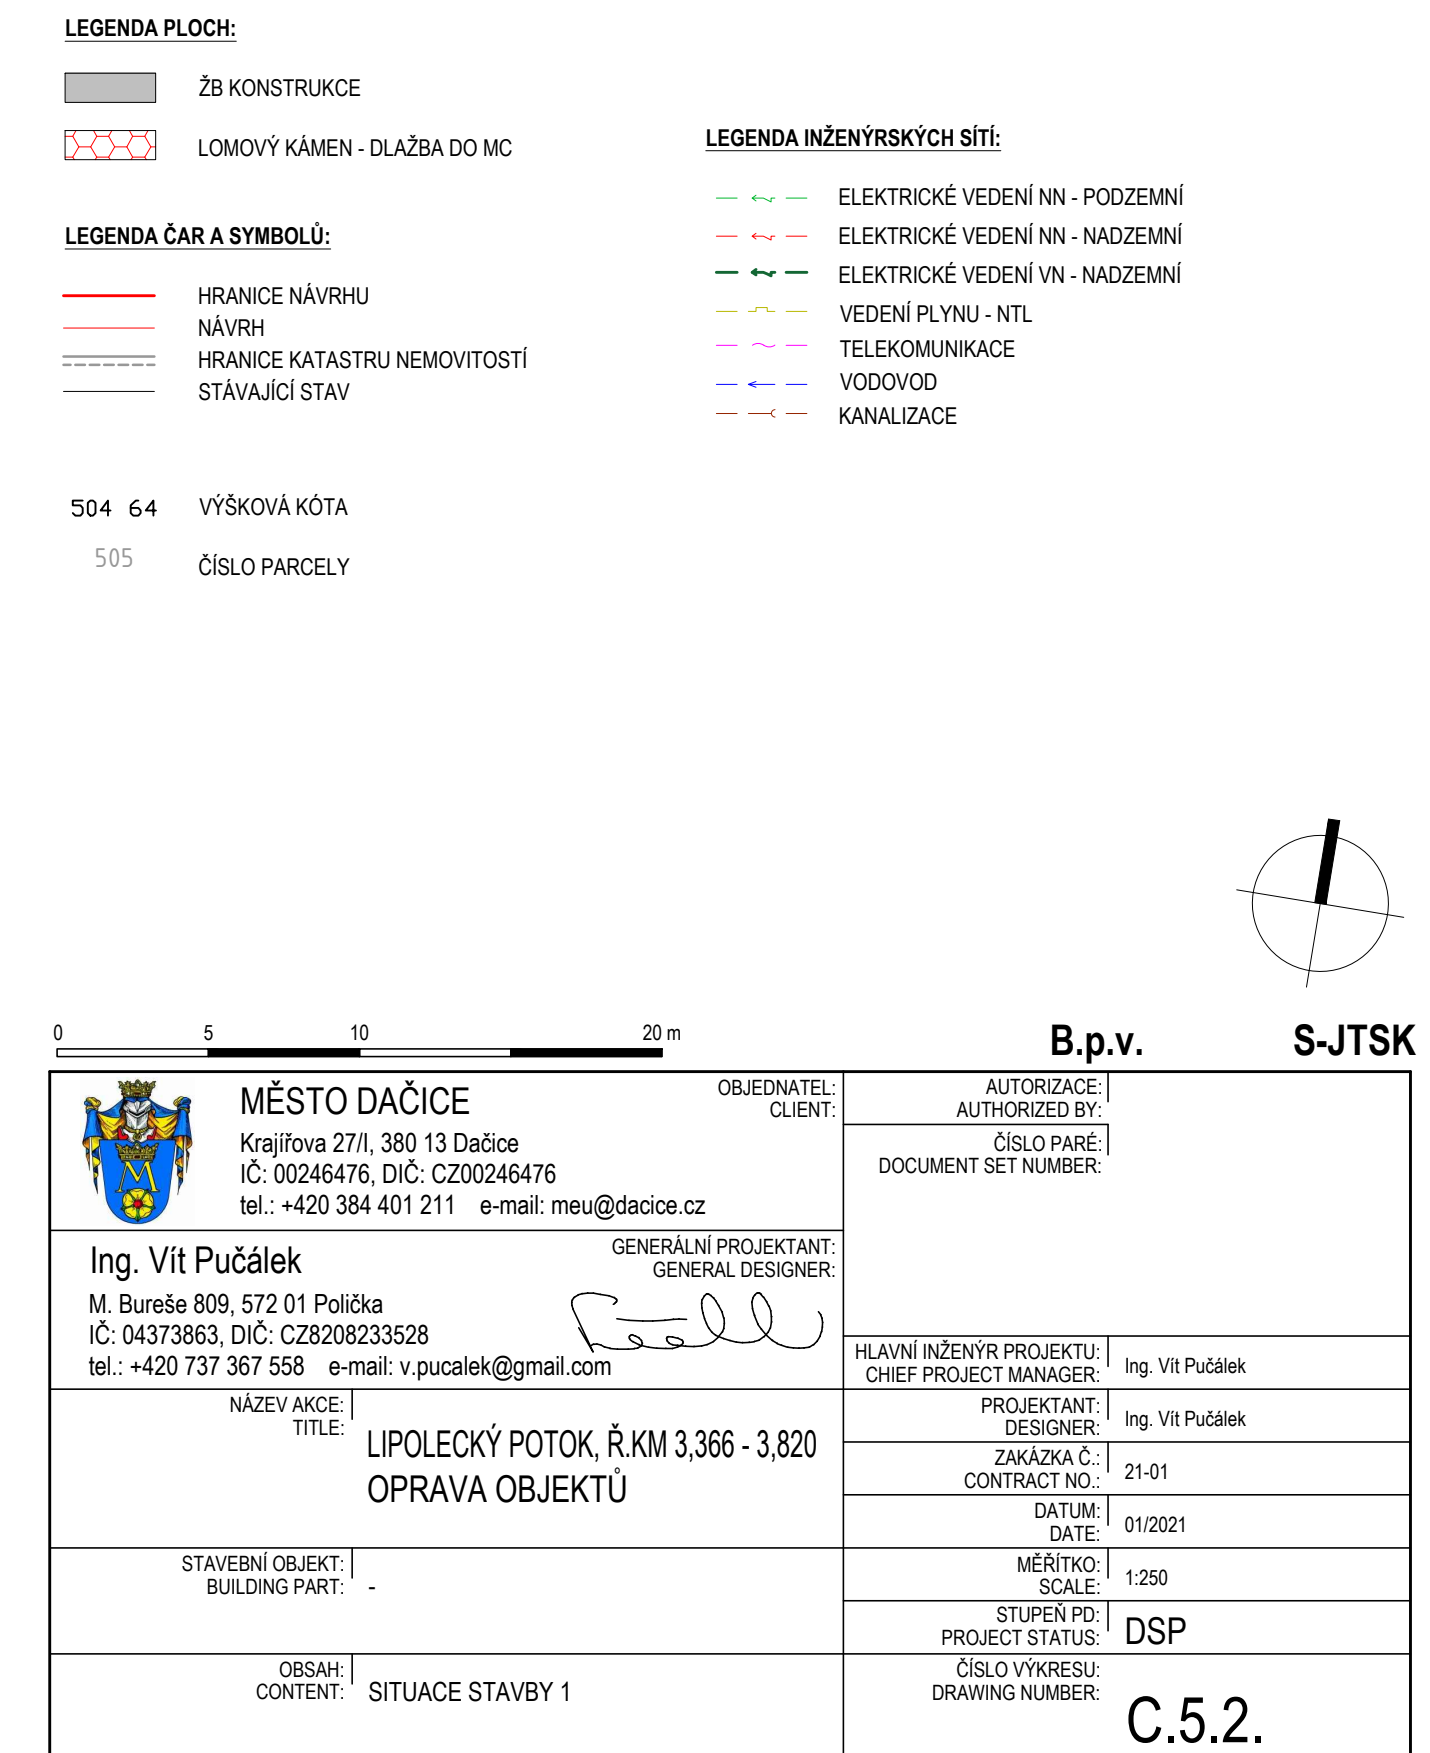 LEGENDA PLOCH:
ŽB KONSTRUKCE
LOMOVÝ KÁMEN - DLAŽBA DO MC
LEGENDA ČAR A SYMBOLŮ:
HRANICE NÁVRHU
NÁVRH
HRANICE KATASTRU NEMOVITOSTÍ
STÁVAJÍCÍ STAV
504 64 VÝŠKOVÁ KÓTA
505 ČÍSLO PARCELY
LEGENDA INŽENÝRSKÝCH SÍTÍ:
ELEKTRICKÉ VEDENÍ NN - PODZEMNÍ
ELEKTRICKÉ VEDENÍ NN - NADZEMNÍ
ELEKTRICKÉ VEDENÍ VN - NADZEMNÍ
VEDENÍ PLYNU - NTL
TELEKOMUNIKACE
VODOVOD
KANALIZACE
0 5 10 20 m
B.p.v. S-JTSK
MĚSTO DAČICE
Krajířova 27/I, 380 13 Dačice
IČ: 00246476, DIČ: CZ00246476
tel.: +420 384 401 211 e-mail: meu@dacice.cz
OBJEDNATEL:
CLIENT:
M
Ing. Vít Pučálek
M. Bureše 809, 572 01 Polička
IČ: 04373863, DIČ: CZ8208233528
tel.: +420 737 367 558 e-mail: v.pucalek@gmail.com
GENERÁLNÍ PROJEKTANT:
GENERAL DESIGNER:
NÁZEV AKCE:
TITLE:
LIPOLECKÝ POTOK, Ř.KM 3,366 - 3,820
OPRAVA OBJEKTŮ
STAVEBNÍ OBJEKT:
BUILDING PART: -
OBSAH:
CONTENT: SITUACE STAVBY 1
AUTORIZACE:
AUTHORIZED BY:
ČÍSLO PARÉ:
DOCUMENT SET NUMBER:
HLAVNÍ INŽENÝR PROJEKTU:
CHIEF PROJECT MANAGER: Ing. Vít Pučálek
PROJEKTANT:
DESIGNER: Ing. Vít Pučálek
ZAKÁZKA Č.:
CONTRACT NO.: 21-01
DATUM:
DATE: 01/2021
MĚŘÍTKO:
SCALE: 1:250
STUPEŇ PD:
PROJECT STATUS: DSP
ČÍSLO VÝKRESU:
DRAWING NUMBER:
C.5.2.